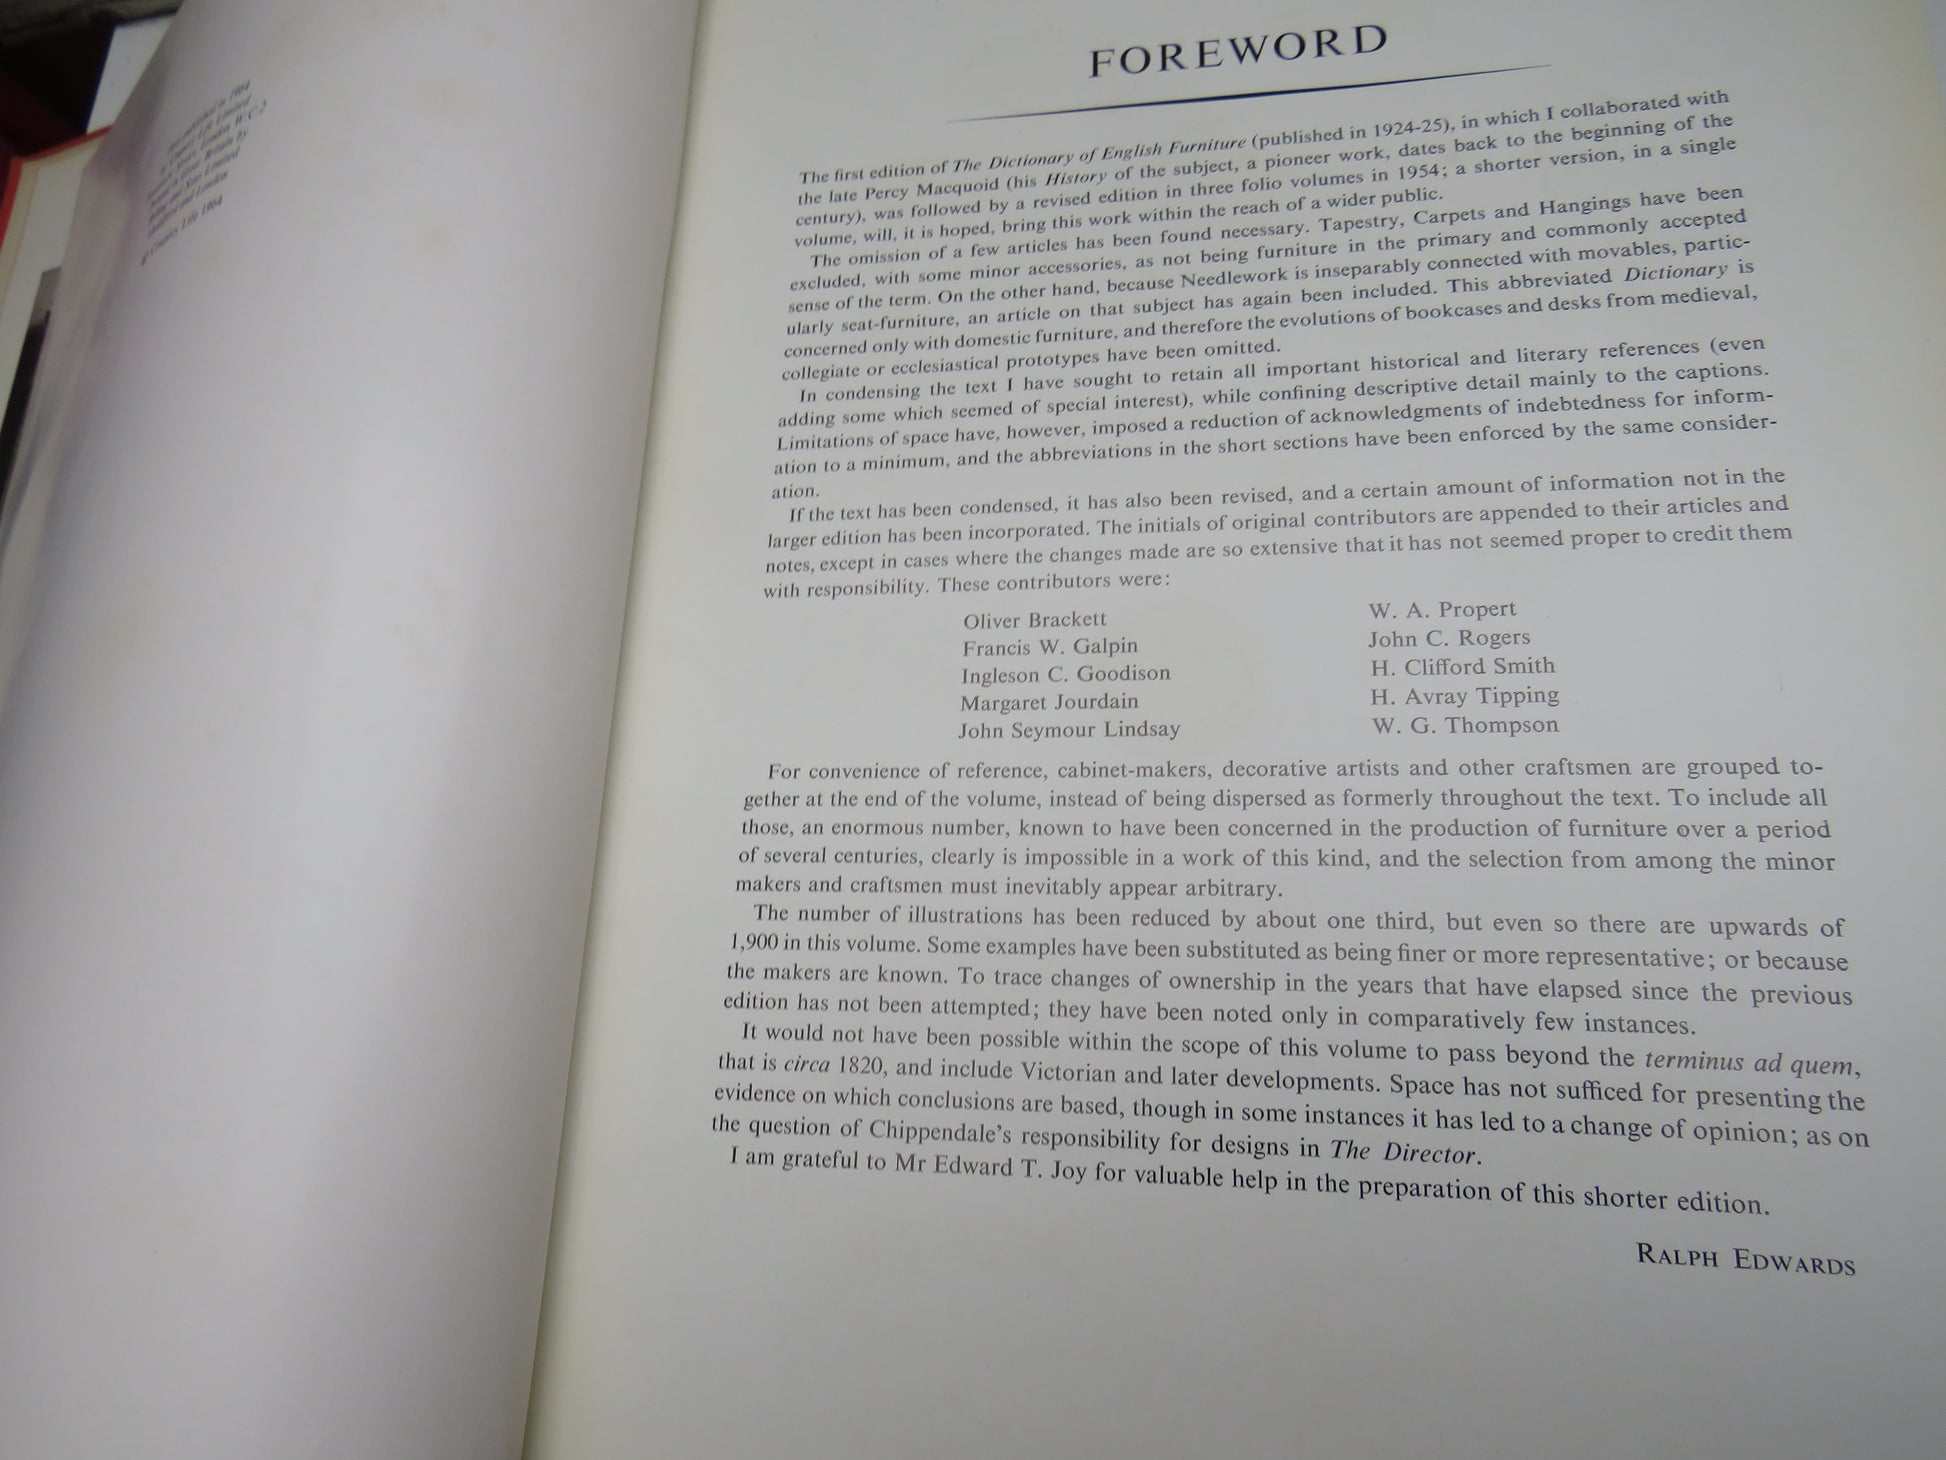 published in 1964
Country Life Limited
Street, London W.C.2
Printed in Great Britain by
and Sons Limited
and London
© Country Life 1964
FOREWORD
The first edition of The Dictionary of English Furniture (published in 1924-25), in which I collaborated with
the late Percy Macquoid (his History of the subject, a pioneer work, dates back to the beginning of the
century), was followed by a revised edition in three folio volumes in 1954; a shorter version, in a single
volume, will, it is hoped, bring this work within the reach of a wider public.
The omission of a few articles has been found necessary. Tapestry, Carpets and Hangings have been
excluded, with some minor accessories, as not being furniture in the primary and commonly accepted
sense of the term. On the other hand, because Needlework is inseparably connected with movables, partic-
ularly seat-furniture, an article on that subject has again been included. This abbreviated Dictionary is
concerned only with domestic furniture, and therefore the evolutions of bookcases and desks from medieval,
collegiate or ecclesiastical prototypes have been omitted.
In condensing the text I have sought to retain all important historical and literary references (even
adding some which seemed of special interest), while confining descriptive detail mainly to the captions.
Limitations of space have, however, imposed a reduction of acknowledgments of indebtedness for inform-
ation to a minimum, and the abbreviations in the short sections have been enforced by the same consider-
ation.
If the text has been condensed, it has also been revised, and a certain amount of information not in the
larger edition has been incorporated. The initials of original contributors are appended to their articles and
notes, except in cases where the changes made are so extensive that it has not seemed proper to credit them
with responsibility. These contributors were:
Oliver Brackett
Francis W. Galpin
Ingleson C. Goodison
Margaret Jourdain
John Seymour Lindsay
W. A. Propert
John C. Rogers
H. Clifford Smith
H. Avray Tipping
W. G. Thompson
For convenience of reference, cabinet-makers, decorative artists and other craftsmen are grouped to-
gether at the end of the volume, instead of being dispersed as formerly throughout the text. To include all
those, an enormous number, known to have been concerned in the production of furniture over a period
of several centuries, clearly is impossible in a work of this kind, and the selection from among the minor
makers and craftsmen must inevitably appear arbitrary.
The number of illustrations has been reduced by about one third, but even so there are upwards of
1,900 in this volume. Some examples have been substituted as being finer or more representative; or because
the makers are known. To trace changes of ownership in the years that have elapsed since the previous
edition has not been attempted; they have been noted only in comparatively few instances.
It would not have been possible within the scope of this volume to pass beyond the terminus ad quem,
that is circa 1820, and include Victorian and later developments. Space has not sufficed for presenting the
evidence on which conclusions are based, though in some instances it has led to a change of opinion; as on
the question of Chippendale's responsibility for designs in The Director.
I am grateful to Mr Edward T. Joy for valuable help in the preparation of this shorter edition.
RALPH EDWARDS